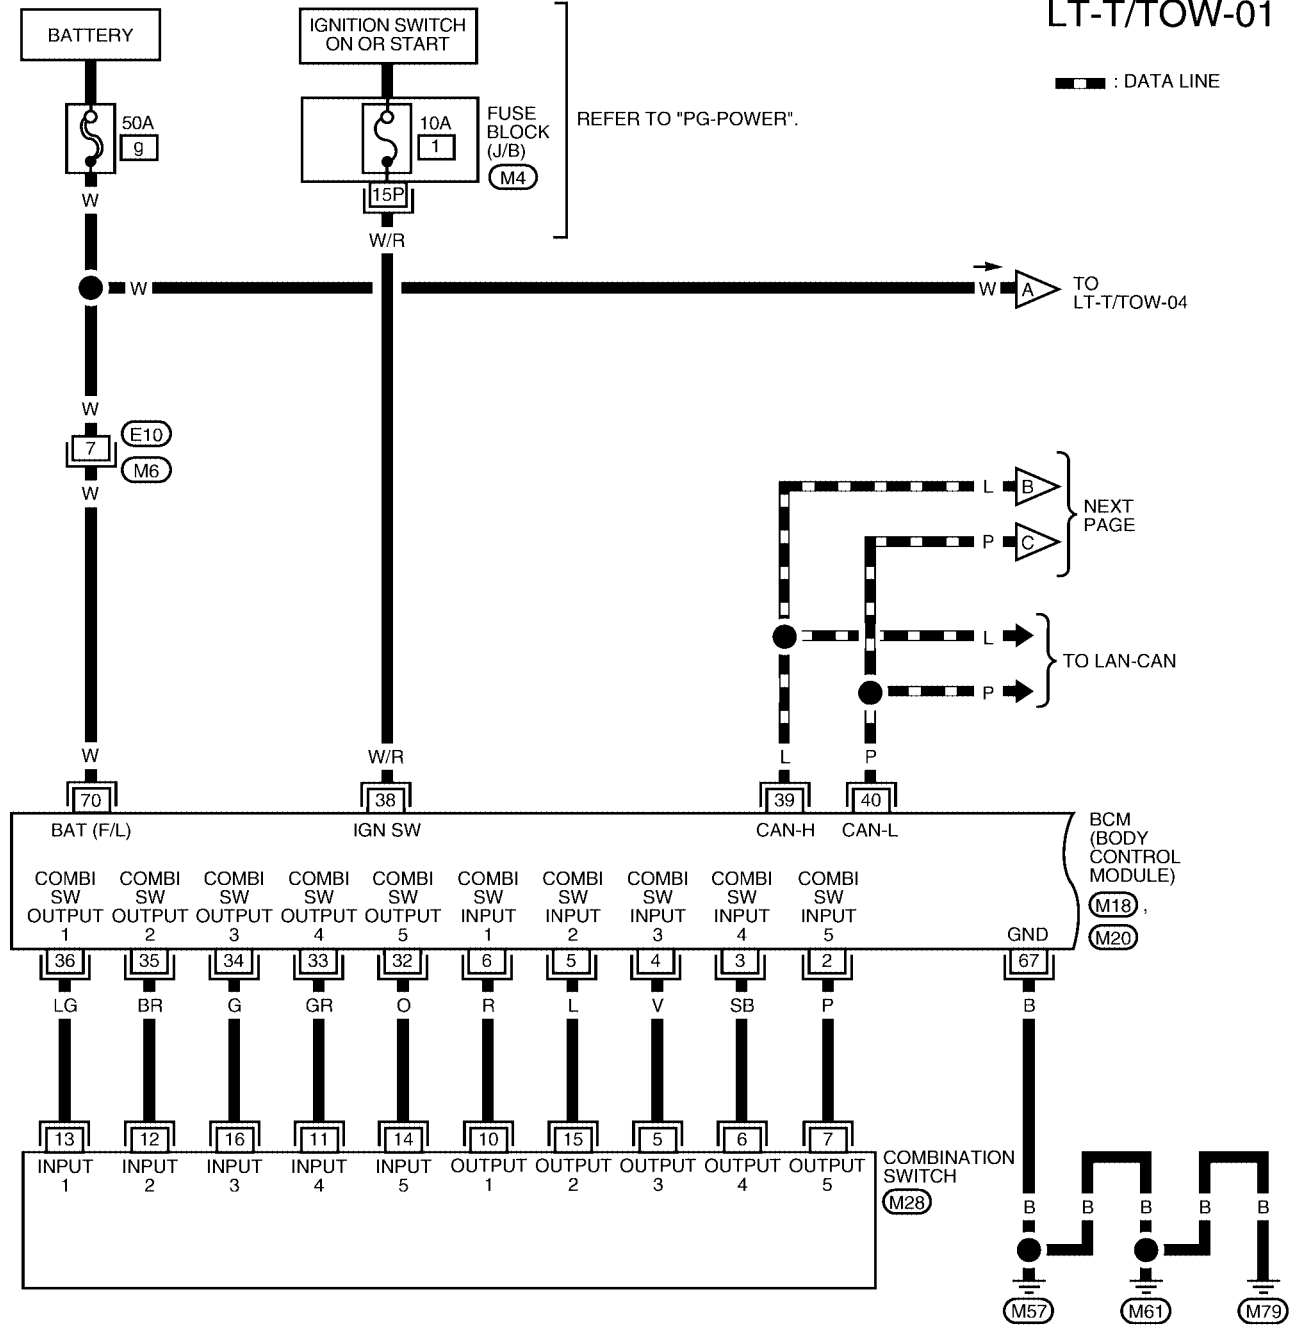 LT-T/TOW-01
BATTERY
IGNITION SWITCH
ON OR START
: DATA LINE
50A
g
10A
1
FUSE
BLOCK
(J/B)
M4
REFER TO "PG-POWER".
15P
W
W/R
W
W
A
TO
LT-T/TOW-04
W
7
E10
M6
W
L
B
P
C
NEXT
PAGE
L
P
TO LAN-CAN
W
W/R
L
P
70
38
39
40
BAT (F/L)
IGN SW
CAN-H
CAN-L
BCM
(BODY
CONTROL
MODULE)
M18 ,
M20
COMBI
SW
OUTPUT
1
COMBI
SW
OUTPUT
2
COMBI
SW
OUTPUT
3
COMBI
SW
OUTPUT
4
COMBI
SW
OUTPUT
5
COMBI
SW
INPUT
1
COMBI
SW
INPUT
2
COMBI
SW
INPUT
3
COMBI
SW
INPUT
4
COMBI
SW
INPUT
5
GND
36
35
34
33
32
6
5
4
3
2
67
LG
BR
G
GR
O
R
L
V
SB
P
B
13
12
16
11
14
10
15
5
6
7
INPUT
1
INPUT
2
INPUT
3
INPUT
4
INPUT
5
OUTPUT
1
OUTPUT
2
OUTPUT
3
OUTPUT
4
OUTPUT
5
COMBINATION
SWITCH
M28
B
B
B
B
B
M57
M61
M79